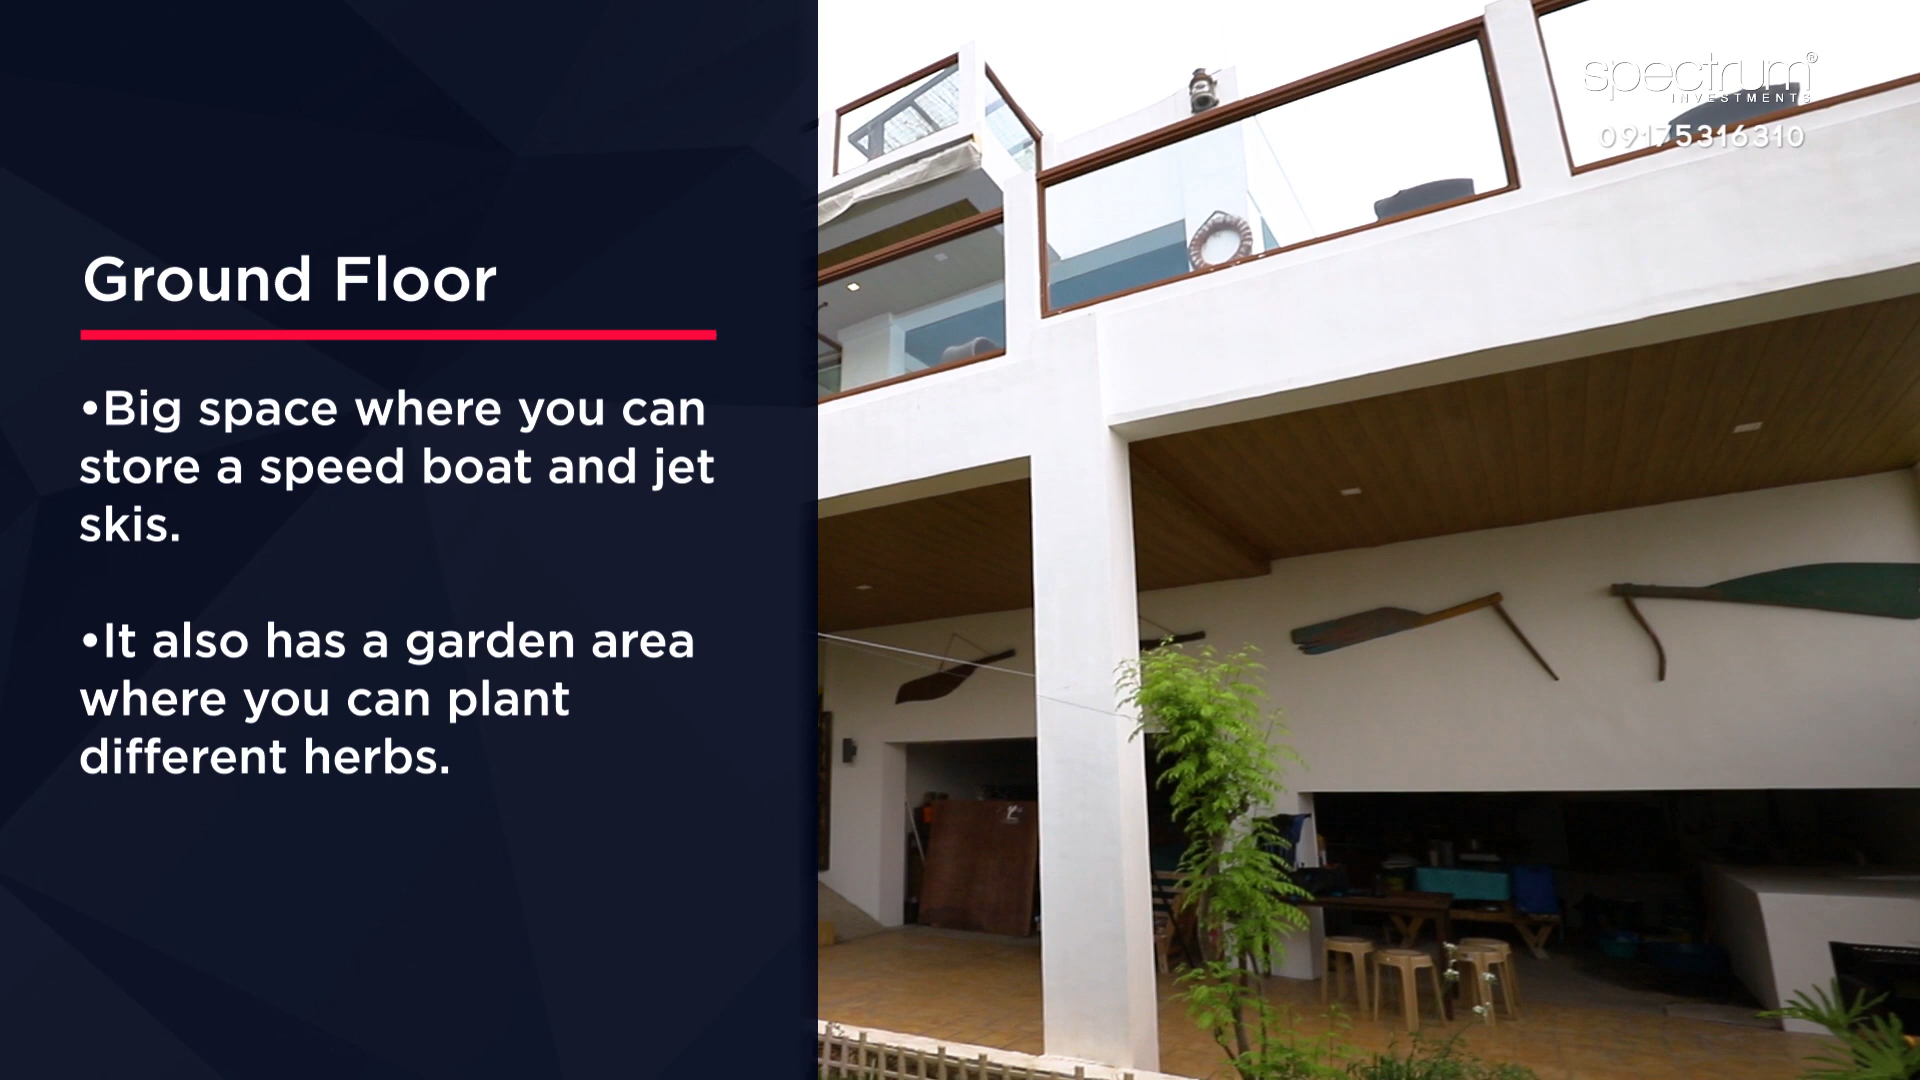 Ground Floor
•Big space where you can
store a speed boat and jet
skis.
•It also has a garden area
where you can plant
different herbs.
spectrum®
INVESTMENTS
09175316310